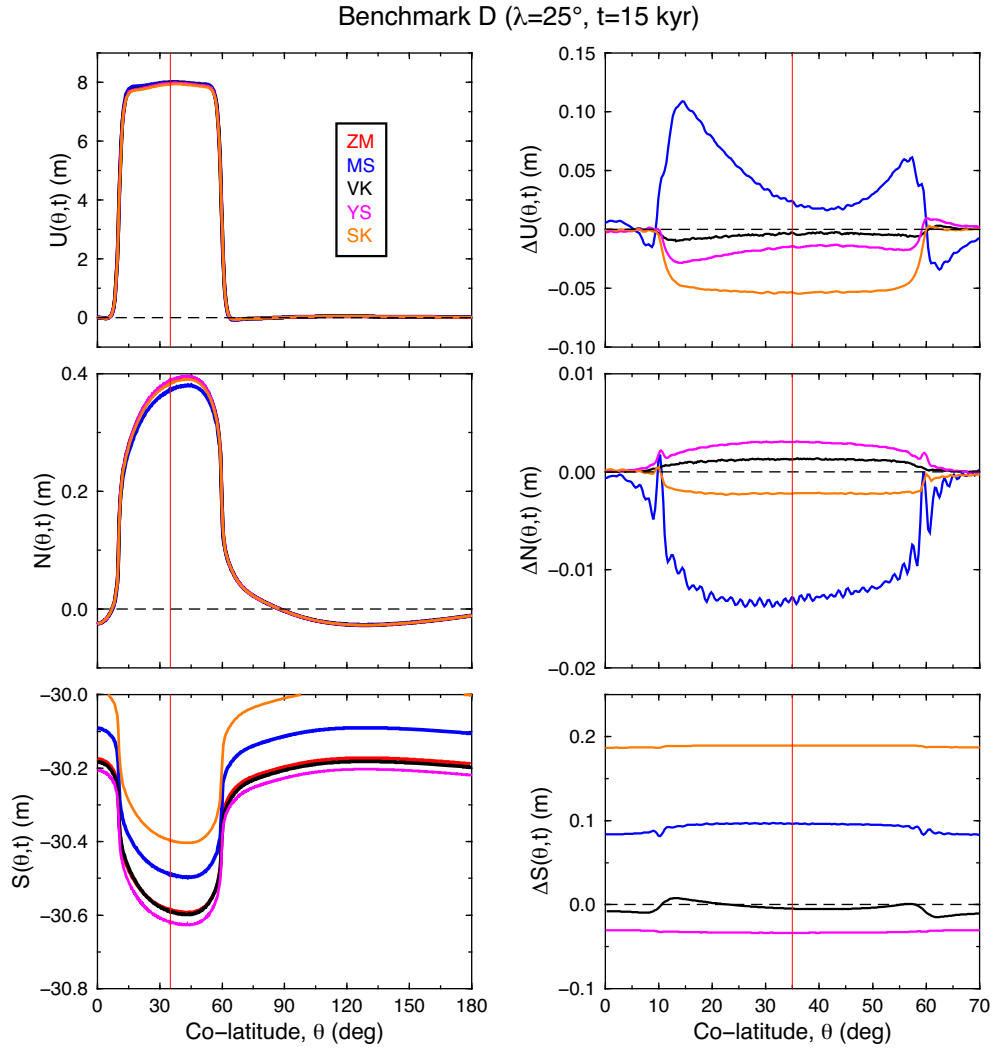 Benchmark D (λ=25°, t=15 kyr)
U(θ,t) (m)
8
6
4
2
0
ZM
MS
VK
YS
SK
ΔU(θ,t) (m)
0.15
0.10
0.05
0.00
−0.05
−0.10
N(θ,t) (m)
0.4
0.2
0.0
ΔN(θ,t) (m)
0.01
0.00
−0.01
−0.02
S(θ,t) (m)
−30.0
−30.2
−30.4
−30.6
−30.8
0 30 60 90 120 150 180
Co−latitude, θ (deg)
ΔS(θ,t) (m)
0.2
0.1
0.0
−0.1
0 10 20 30 40 50 60 70
Co−latitude, θ (deg)